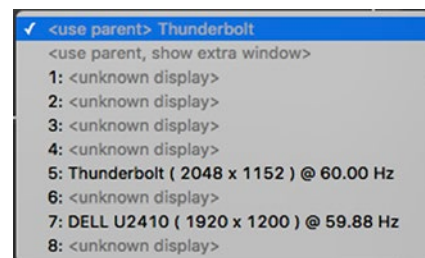 ✓ <use parent> Thunderbolt
<use parent, show extra window>
1: <unknown display>
2: <unknown display>
3: <unknown display>
4: <unknown display>
5: Thunderbolt ( 2048 x 1152 ) @ 60.00 Hz
6: <unknown display>
7: DELL U2410 ( 1920 x 1200 ) @ 59.88 Hz
8: <unknown display>